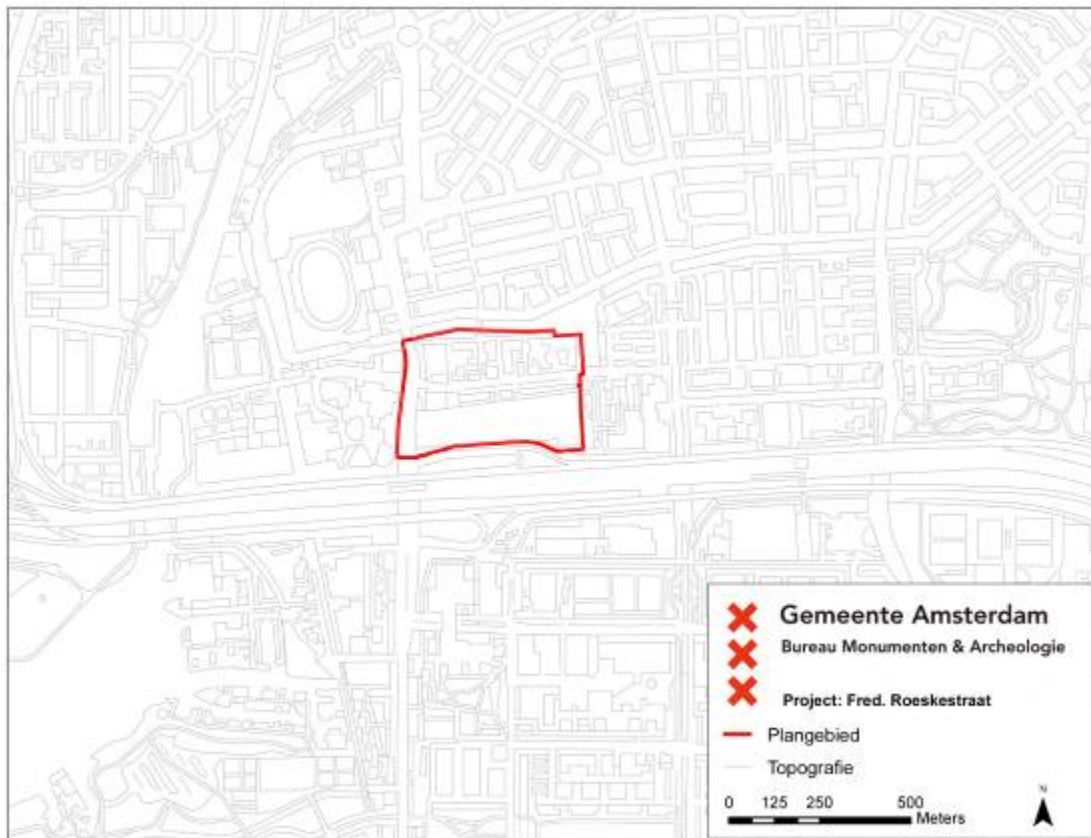 Gemeente Amsterdam
Bureau Monumenten & Archeologie
Project: Fred. Roeskestraat
Plangebied
Topografie
0 125 250 500
Meters
N